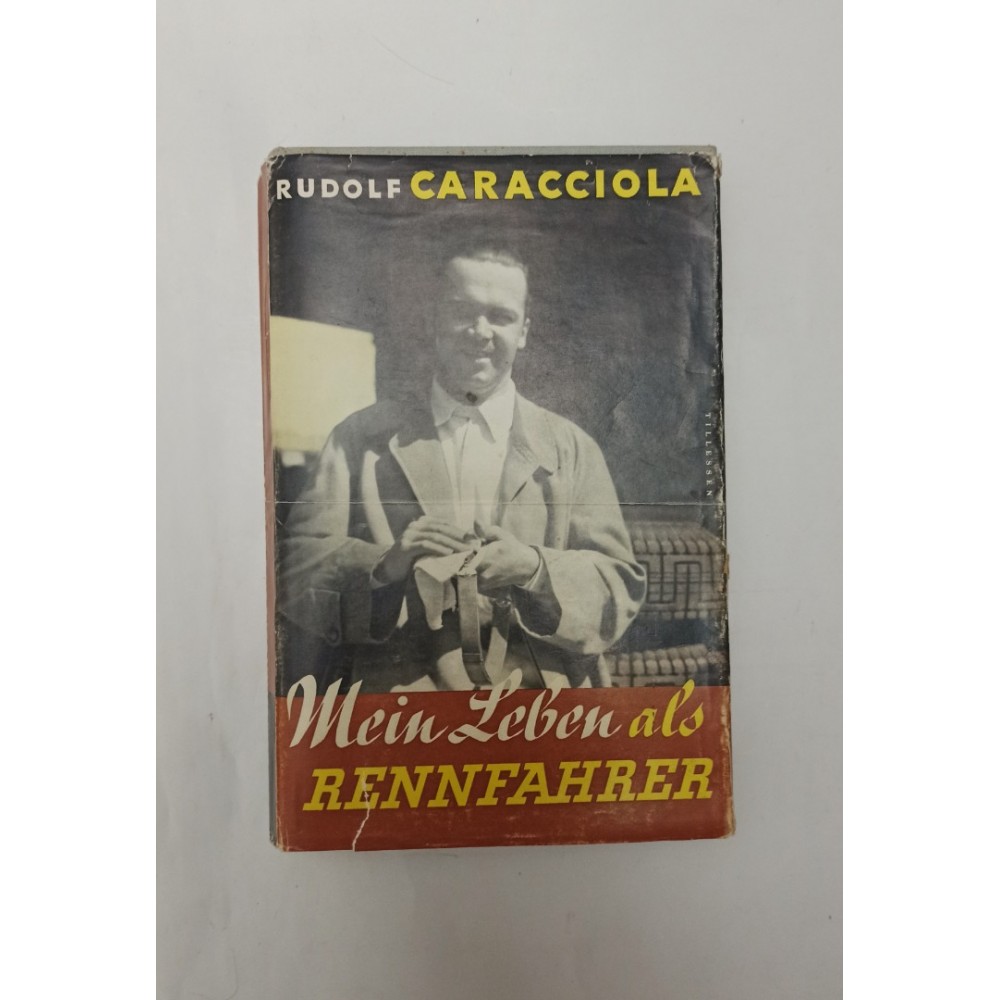 RUDOLF CARACCIOLA
TILLESSEN
Mein Leben als
RENNFAHRER